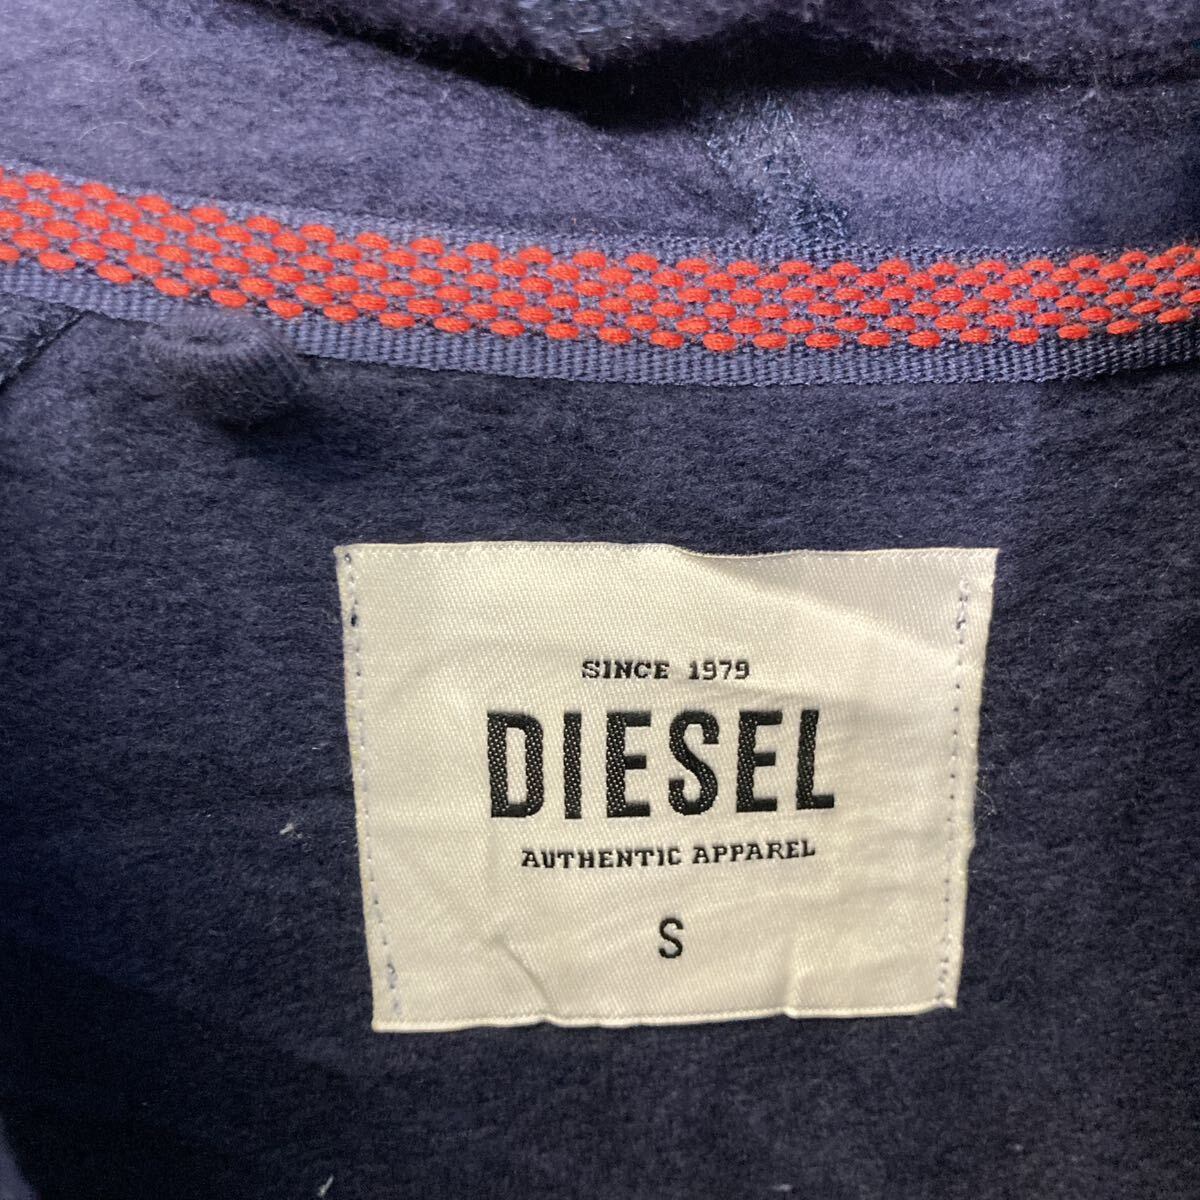 SINCE 1979
DIESEL
AUTHENTIC APPAREL
S